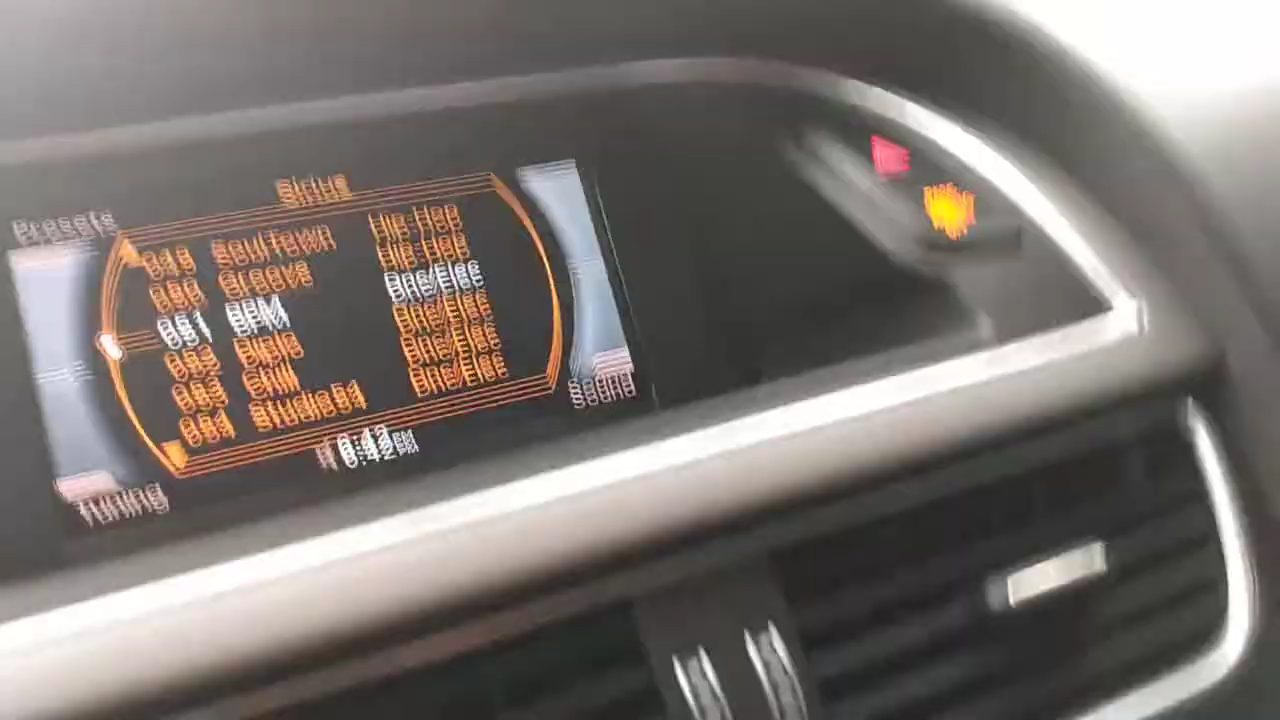 Sirius
Presets
049 SoulTown Hip-Hop
050 Groove Hip-Hop
051 BPM Dnc/Elec
Dnc/Elec
053 Chill Dnc/Elec
054 Studio54 Dnc/Elec
Sound
6:42
Tuning